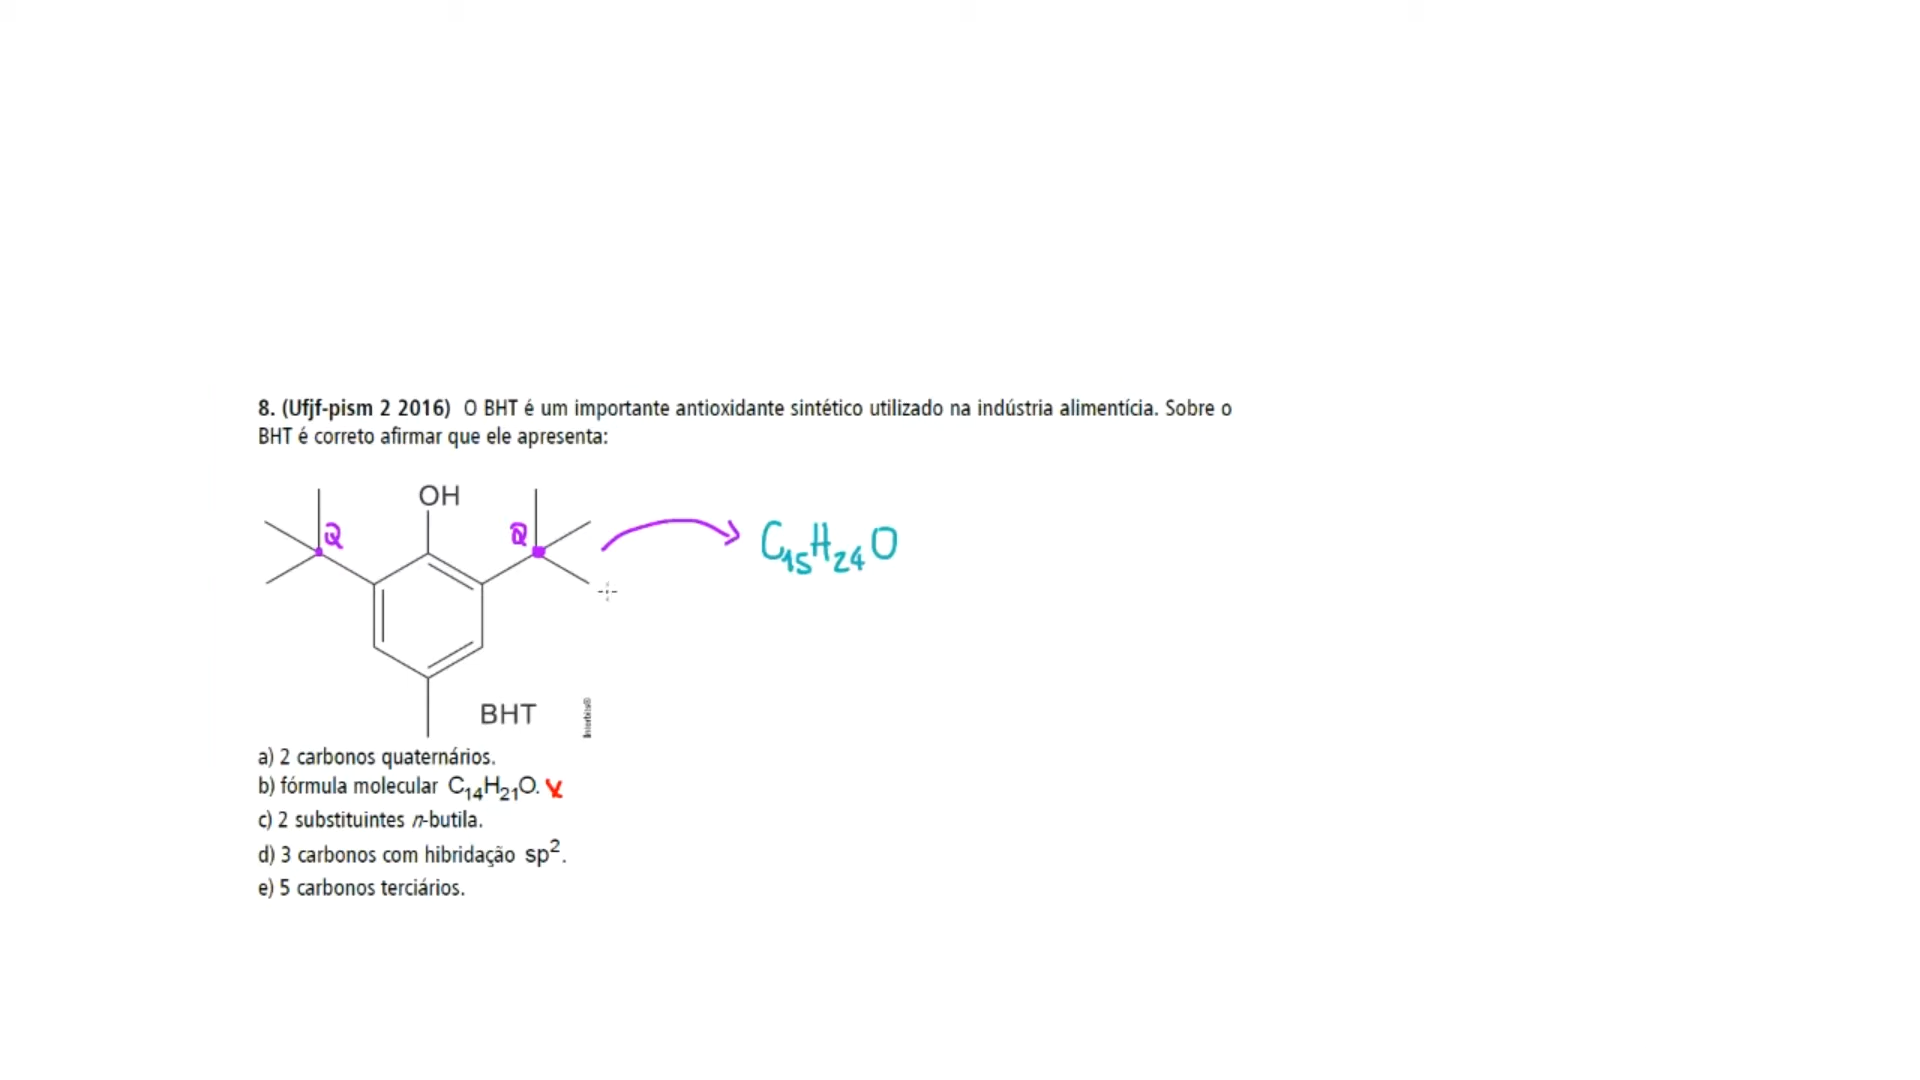 8. (Ufjf-pism 2 2016) O BHT é um importante antioxidante sintético utilizado na indústria alimentícia. Sobre o
BHT é correto afirmar que ele apresenta:
OH
Q
Q
C₁₅H₂₄O
BHT
Interbits®
a) 2 carbonos quaternários.
b) fórmula molecular C₁₄H₂₁O. X
c) 2 substituintes n-butila.
d) 3 carbonos com hibridação sp².
e) 5 carbonos terciários.